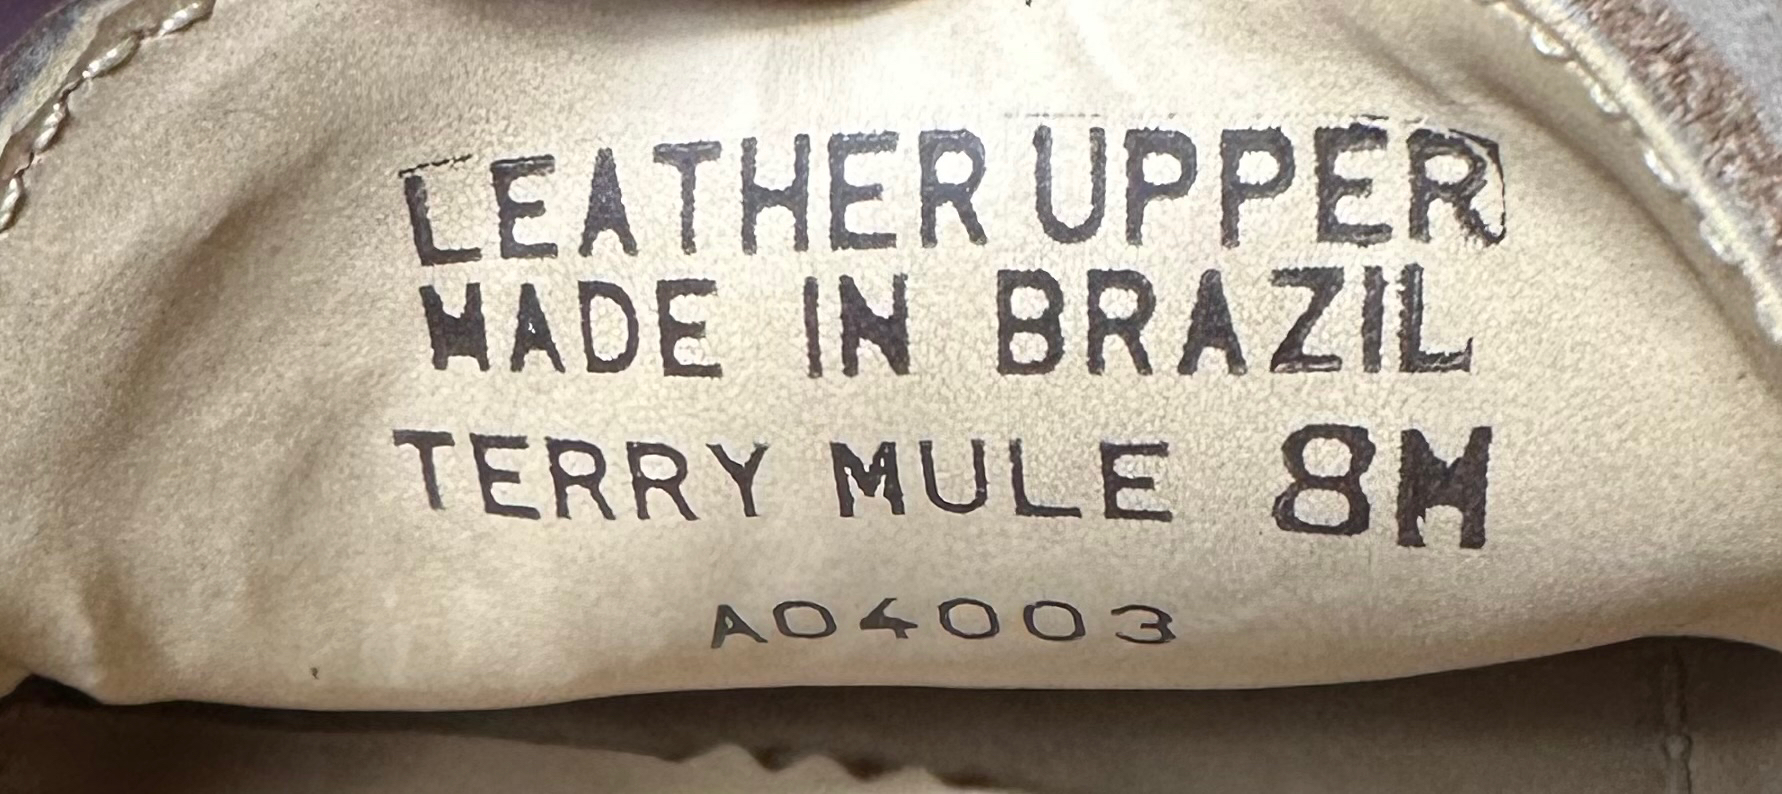 LEATHER UPPER
MADE IN BRAZIL
TERRY MULE 8M
A04003